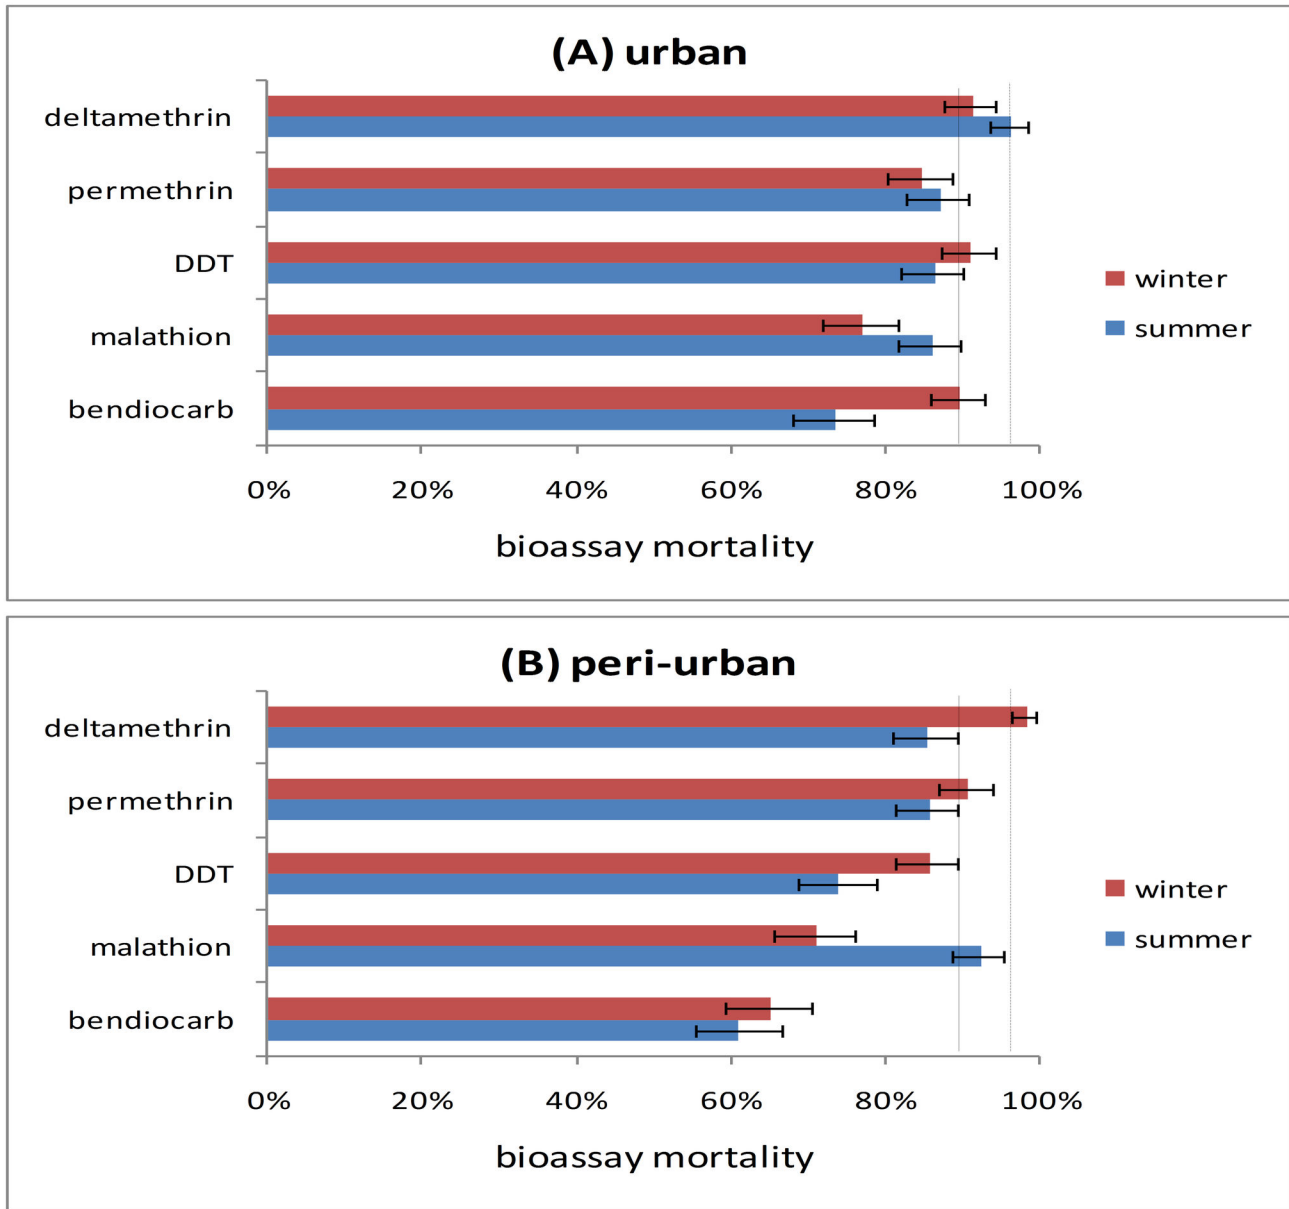 (A) urban
deltamethrin
permethrin
DDT
malathion
bendiocarb
winter
summer
0% 20% 40% 60% 80% 100%
bioassay mortality
(B) peri-urban
deltamethrin
permethrin
DDT
malathion
bendiocarb
winter
summer
0% 20% 40% 60% 80% 100%
bioassay mortality